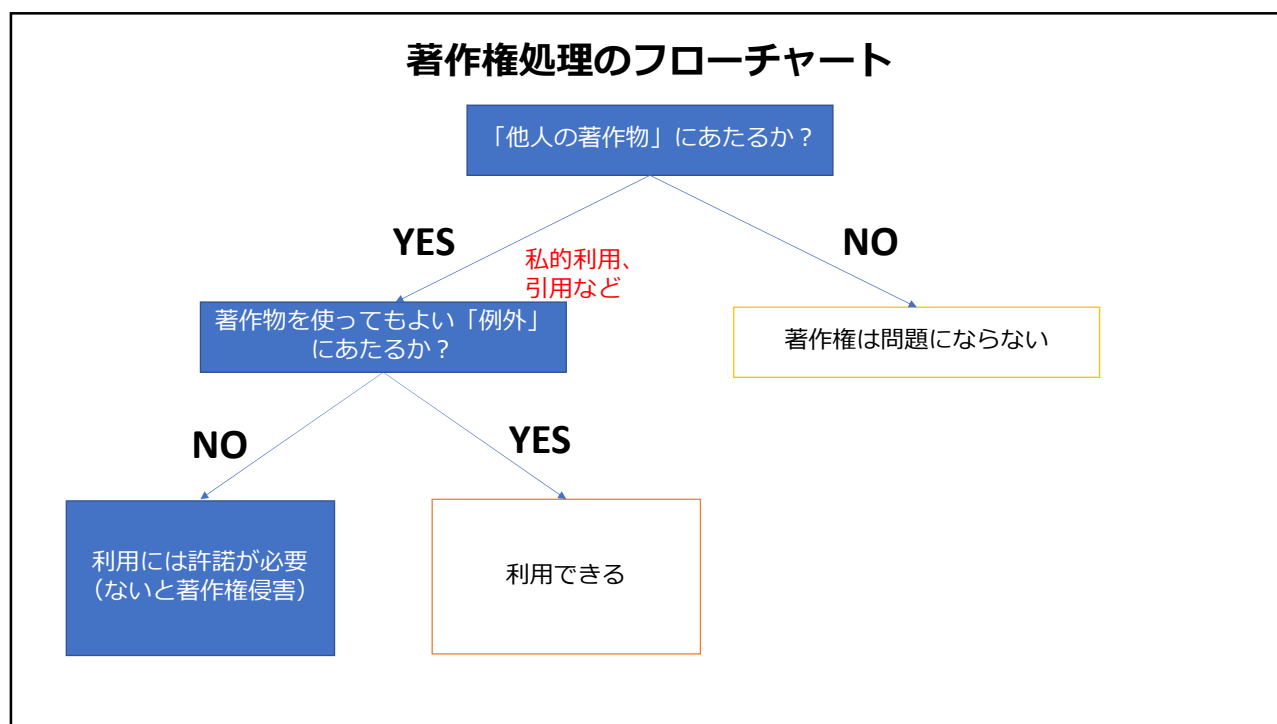 著作権処理のフローチャート
「他人の著作物」にあたるか？
YES
NO
私的利用、
引用など
著作物を使ってもよい「例外」
にあたるか？
著作権は問題にならない
NO
YES
利用には許諾が必要
（ないと著作権侵害）
利用できる